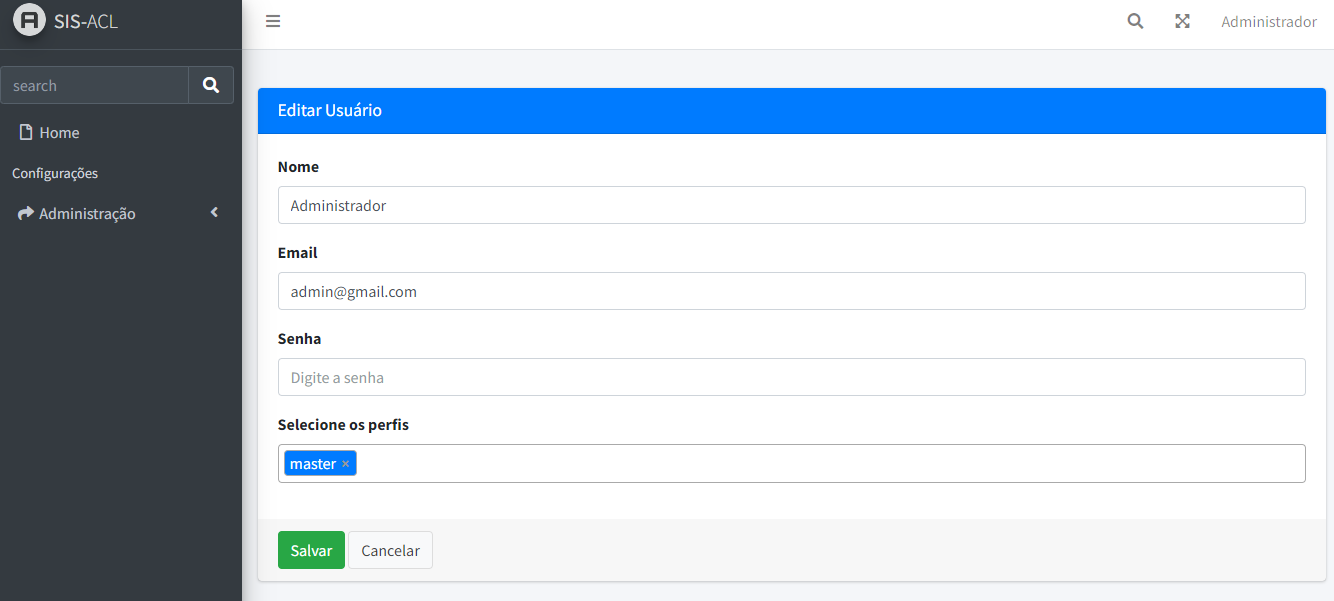 SIS-ACL
Administrador
search
Home
Configurações
Administração
Editar Usuário
Nome
Administrador
Email
admin@gmail.com
Senha
Digite a senha
Selecione os perfis
master ×
Salvar
Cancelar